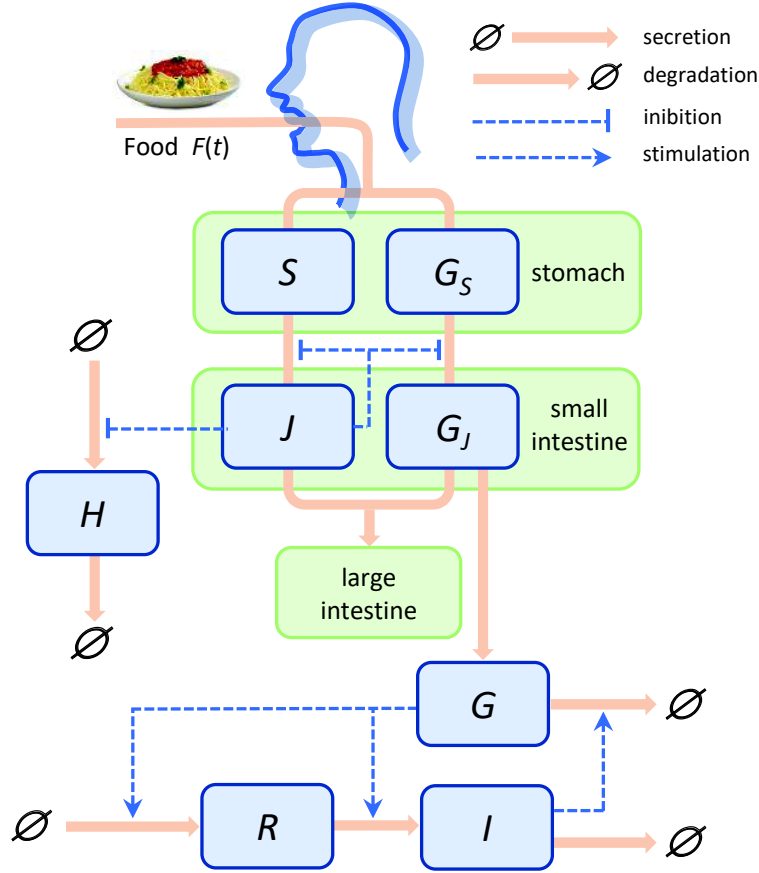 secretion
degradation
inibition
stimulation
Food F(t)
S
G_S
stomach
J
G_J
small
intestine
H
large
intestine
G
R
I